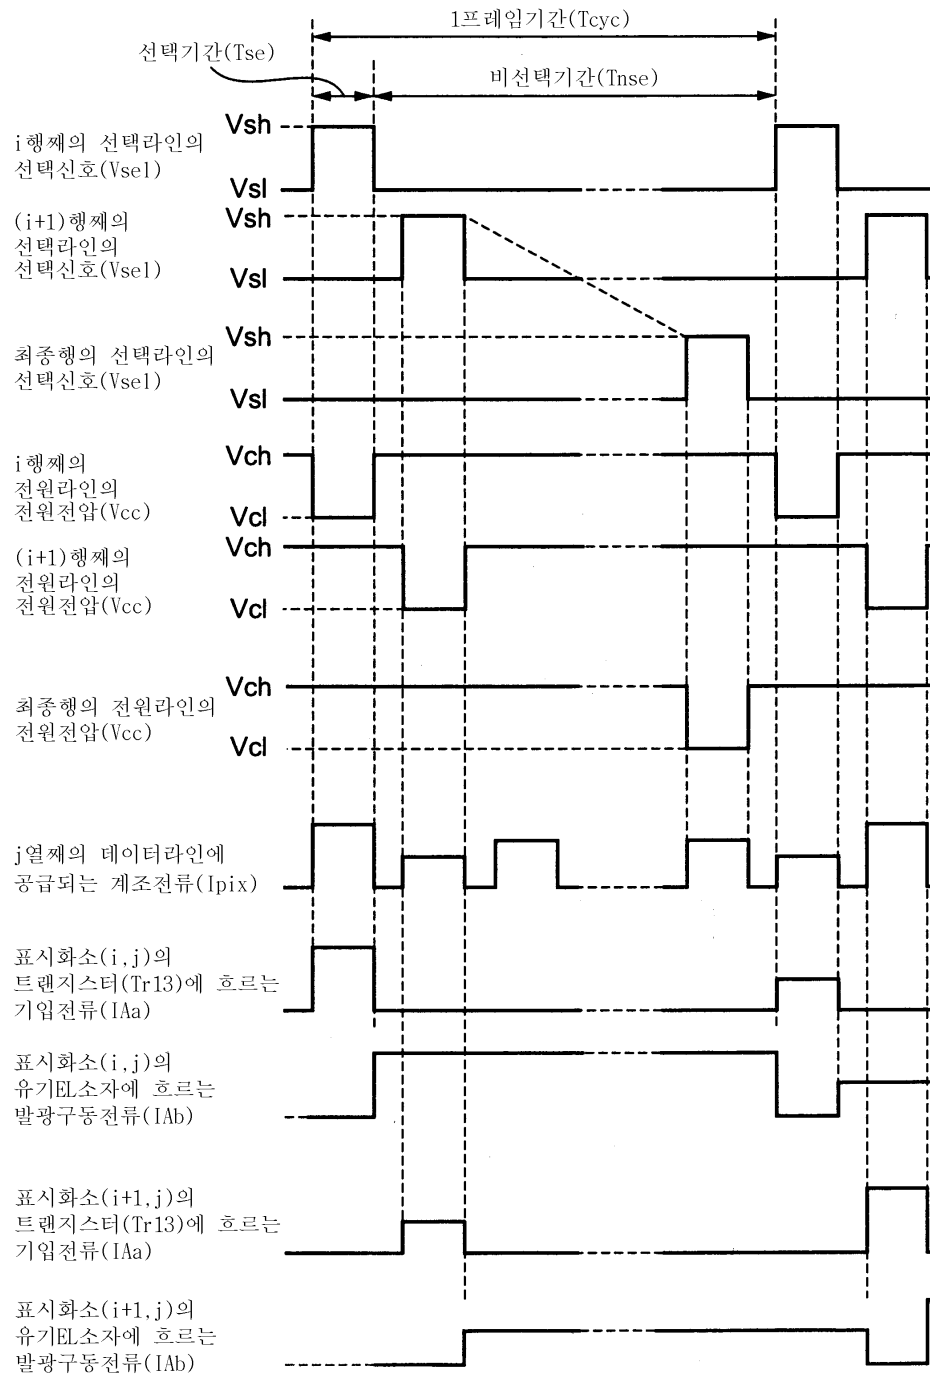 1프레임기간(Tcyc)
선택기간(Tse)
비선택기간(Tnse)
i행째의 선택라인의
선택신호(Vsel)
Vsh
Vsl
(i+1)행째의
선택라인의
선택신호(Vsel)
Vsh
Vsl
최종행의 선택라인의
선택신호(Vsel)
Vsh
Vsl
i행째의
전원라인의
전원전압(Vcc)
Vch
Vcl
(i+1)행째의
전원라인의
전원전압(Vcc)
Vch
Vcl
최종행의 전원라인의
전원전압(Vcc)
Vch
Vcl
j열째의 데이터라인에
공급되는 계조전류(Ipix)
표시화소(i,j)의
트랜지스터(Tr13)에 흐르는
기입전류(IAa)
표시화소(i,j)의
유기EL소자에 흐르는
발광구동전류(IAb)
표시화소(i+1,j)의
트랜지스터(Tr13)에 흐르는
기입전류(IAa)
표시화소(i+1,j)의
유기EL소자에 흐르는
발광구동전류(IAb)